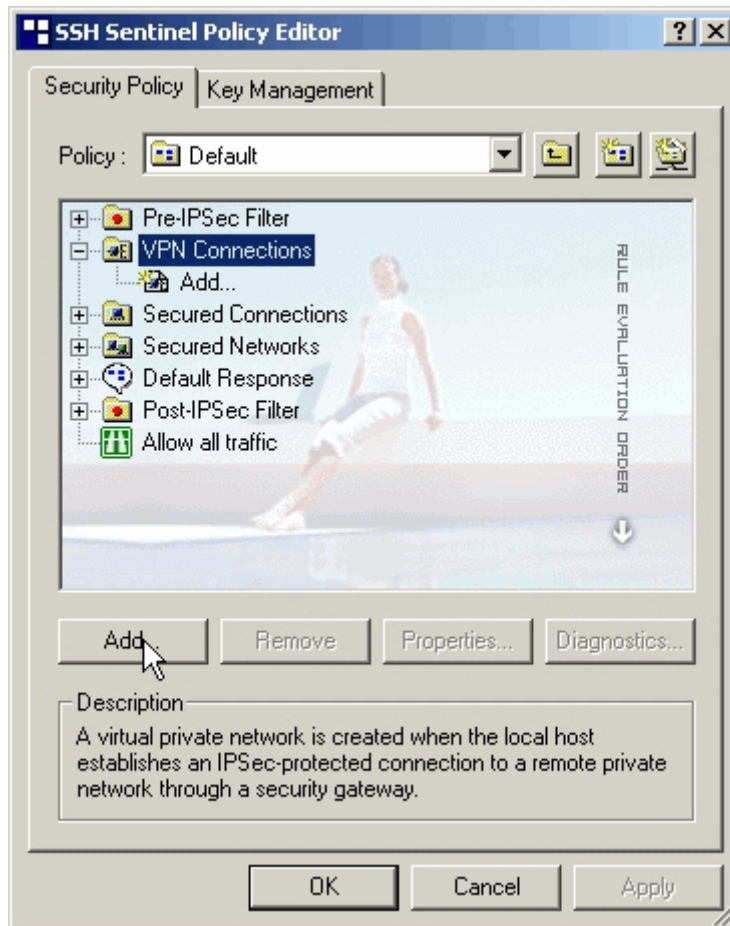 SSH Sentinel Policy Editor
Security Policy
Key Management
Policy :
Default
Pre-IPSec Filter
VPN Connections
Add...
Secured Connections
Secured Networks
Default Response
Post-IPSec Filter
Allow all traffic
RULE EVALUATION ORDER
Add...
Remove
Properties...
Diagnostics...
Description
A virtual private network is created when the local host
establishes an IPSec-protected connection to a remote private
network through a security gateway.
OK
Cancel
Apply